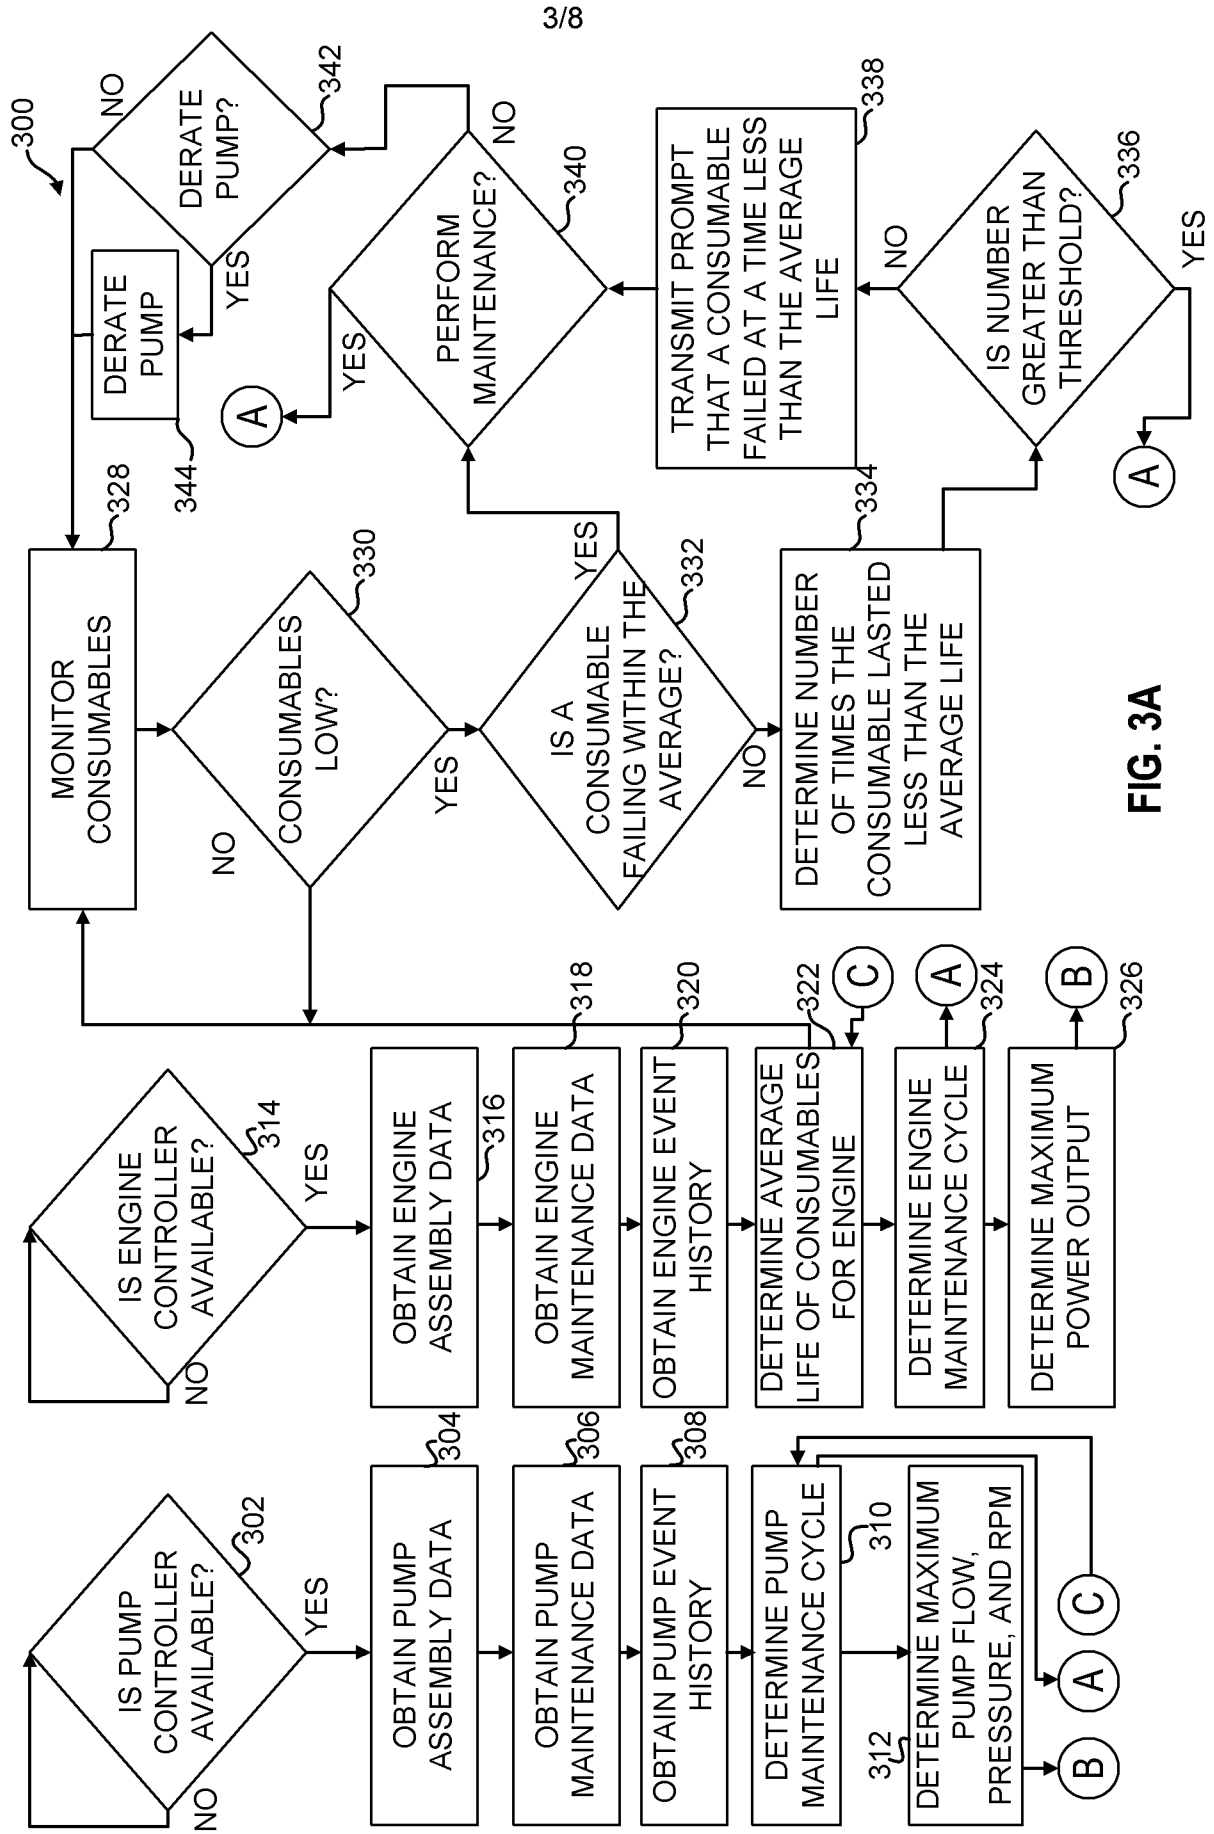 3/8
300
IS PUMP
CONTROLLER
AVAILABLE?
302
NO
YES
OBTAIN PUMP
ASSEMBLY DATA
304
OBTAIN PUMP
MAINTENANCE DATA
306
OBTAIN PUMP EVENT
HISTORY
308
DETERMINE PUMP
MAINTENANCE CYCLE
310
DETERMINE MAXIMUM
PUMP FLOW,
PRESSURE, AND RPM
312
B
A
C
IS ENGINE
CONTROLLER
AVAILABLE?
314
NO
YES
OBTAIN ENGINE
ASSEMBLY DATA
316
OBTAIN ENGINE
MAINTENANCE DATA
318
OBTAIN ENGINE EVENT
HISTORY
320
DETERMINE AVERAGE
LIFE OF CONSUMABLES
FOR ENGINE
322
C
DETERMINE ENGINE
MAINTENANCE CYCLE
324
A
DETERMINE MAXIMUM
POWER OUTPUT
326
B
MONITOR
CONSUMABLES
328
CONSUMABLES
LOW?
330
NO
YES
IS A
CONSUMABLE
FAILING WITHIN THE
AVERAGE?
332
YES
NO
DETERMINE NUMBER
OF TIMES THE
CONSUMABLE LASTED
LESS THAN THE
AVERAGE LIFE
334
IS NUMBER
GREATER THAN
THRESHOLD?
336
NO
YES
A
TRANSMIT PROMPT
THAT A CONSUMABLE
FAILED AT A TIME LESS
THAN THE AVERAGE
LIFE
338
PERFORM
MAINTENANCE?
340
YES
NO
A
DERATE
PUMP?
342
NO
YES
DERATE
PUMP
344
FIG. 3A